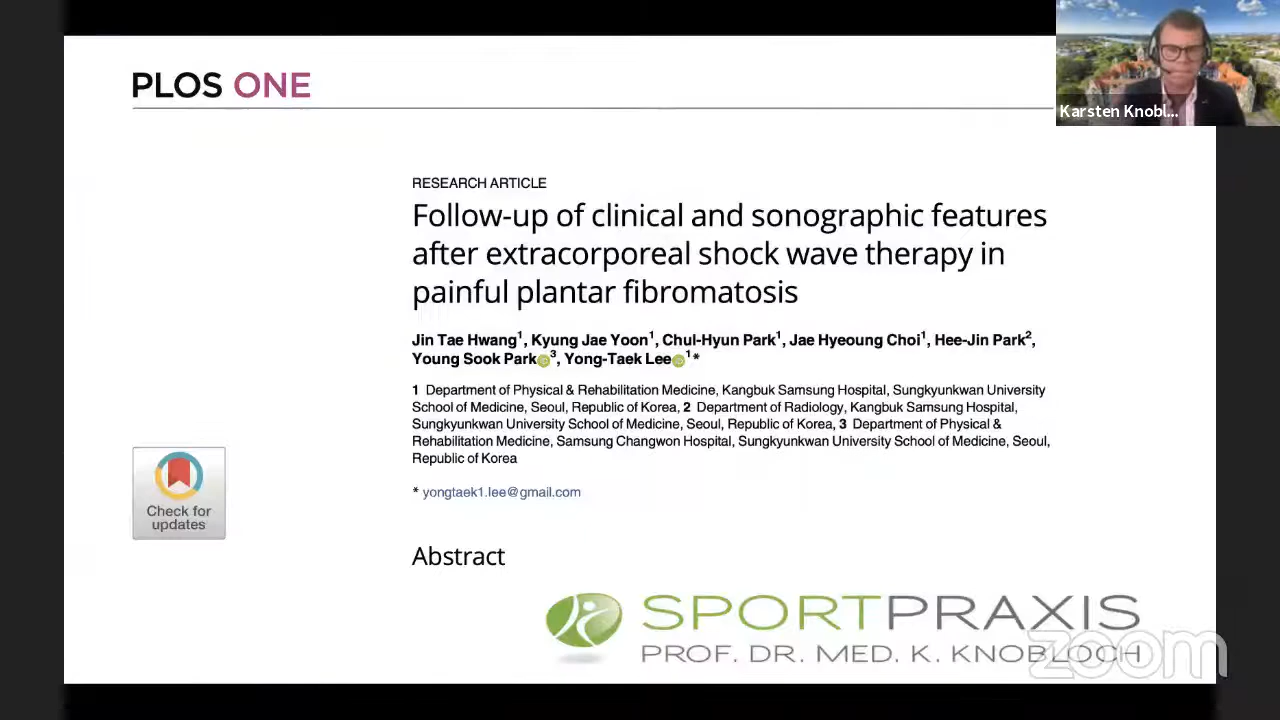 PLOS ONE
Karsten Knobl...
RESEARCH ARTICLE
Follow-up of clinical and sonographic features
after extracorporeal shock wave therapy in
painful plantar fibromatosis
Jin Tae Hwang1, Kyung Jae Yoon1, Chul-Hyun Park1, Jae Hyeoung Choi1, Hee-Jin Park2,
Young Sook Park3, Yong-Taek Lee1*
1 Department of Physical & Rehabilitation Medicine, Kangbuk Samsung Hospital, Sungkyunkwan University
School of Medicine, Seoul, Republic of Korea, 2 Department of Radiology, Kangbuk Samsung Hospital,
Sungkyunkwan University School of Medicine, Seoul, Republic of Korea, 3 Department of Physical &
Rehabilitation Medicine, Samsung Changwon Hospital, Sungkyunkwan University School of Medicine, Seoul,
Republic of Korea
* yongtaek1.lee@gmail.com
Check for
updates
Abstract
SPORTPRAXIS
PROF. DR. MED. K. KNOBLOCH
zoom